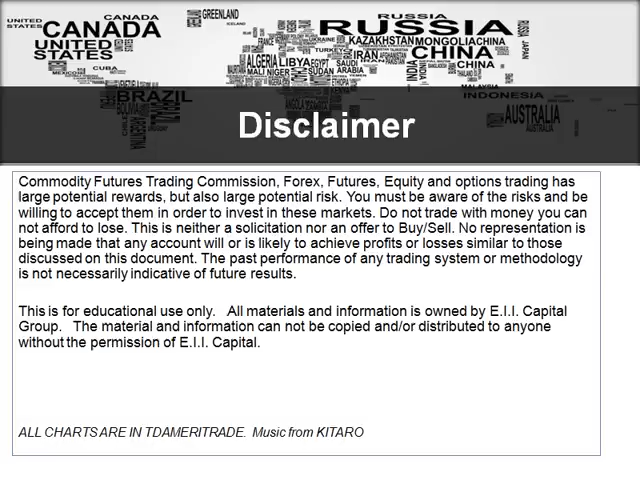 UNITED STATES
CANADA
CANADA
UNITED STATES
CUBA
BRAZIL
GREENLAND
ICELAND
RUSSIA
RUSSIA
UKRAINE
TURKEY
KAZAKHSTAN
MONGOLIA
CHINA
ALGERIA
LIBYA
EGYPT
SAUDI ARABIA
IRAN
MALI
NIGER
SUDAN
CHINA
CHINA
INDIA
JAPAN
MALAYSIA
INDONESIA
ANGOLA
ARGENTINA
AUSTRALIA
AUSTRALIA
Disclaimer
Commodity Futures Trading Commission, Forex, Futures, Equity and options trading has
large potential rewards, but also large potential risk. You must be aware of the risks and be
willing to accept them in order to invest in these markets. Do not trade with money you can
not afford to lose. This is neither a solicitation nor an offer to Buy/Sell. No representation is
being made that any account will or is likely to achieve profits or losses similar to those
discussed on this document. The past performance of any trading system or methodology
is not necessarily indicative of future results.
This is for educational use only. All materials and information is owned by E.I.I. Capital
Group. The material and information can not be copied and/or distributed to anyone
without the permission of E.I.I. Capital.
ALL CHARTS ARE IN TDAMERITRADE. Music from KITARO